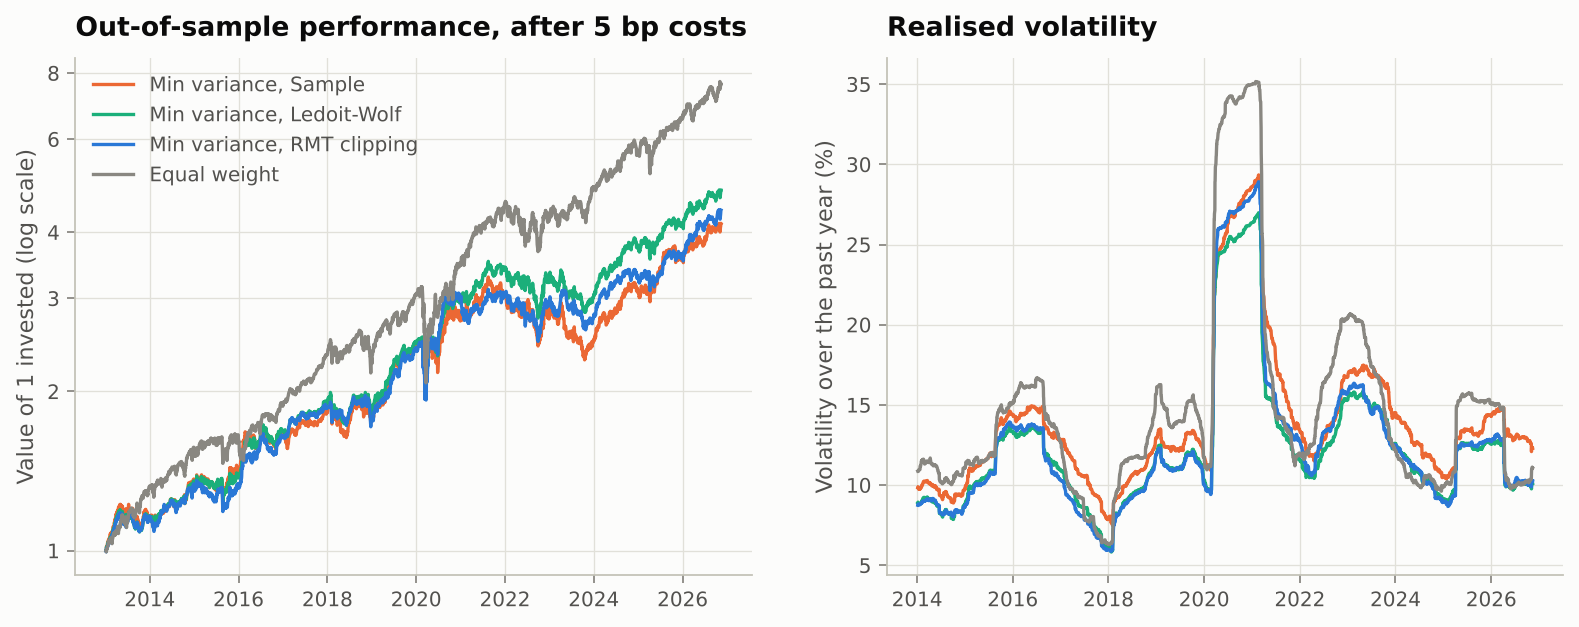 Out-of-sample performance, after 5 bp costs
Value of 1 invested (log scale)
8
6
4
3
2
1
Min variance, Sample
Min variance, Ledoit-Wolf
Min variance, RMT clipping
Equal weight
2014 2016 2018 2020 2022 2024 2026
Realised volatility
Volatility over the past year (%)
35
30
25
20
15
10
5
2014 2016 2018 2020 2022 2024 2026